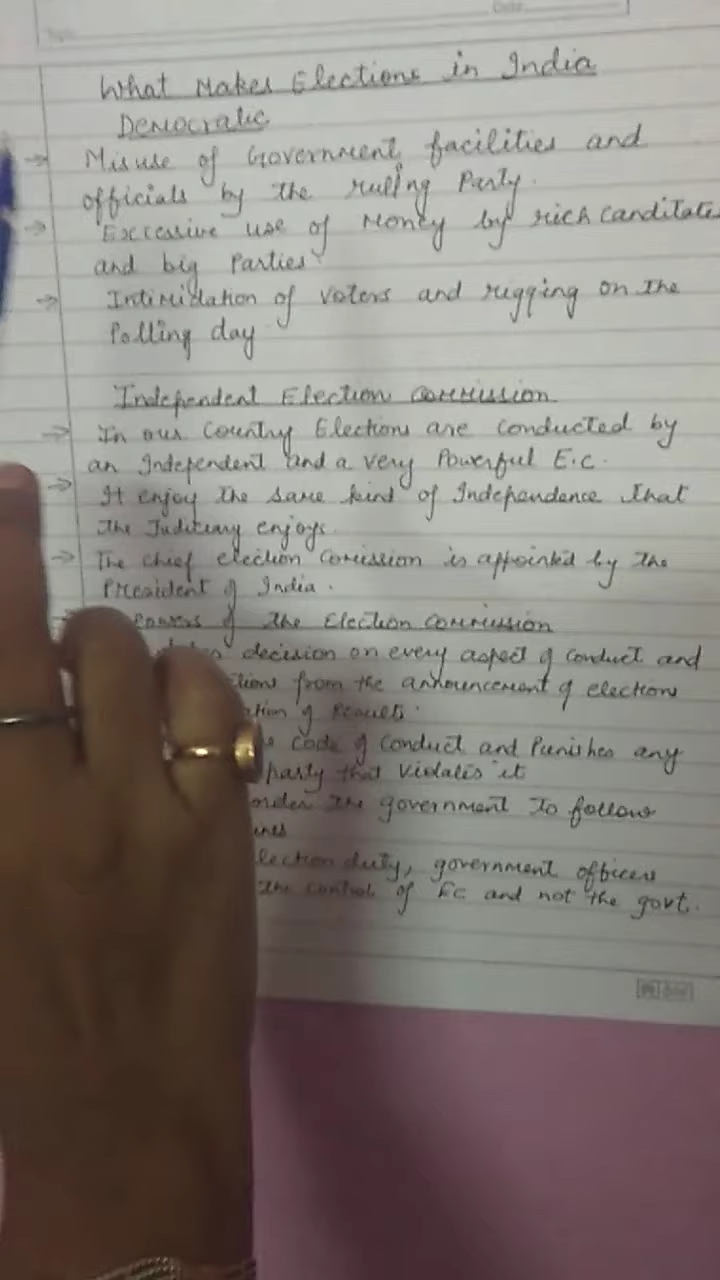 What Makes Elections in India
Democratic
→ Misuse of Government facilities and
officials by the ruling Party.
→ Excessive use of Money by rich Canditates
and big Parties
→ Intimidation of voters and rigging on the
Polling day
Independent Election Commission
→ In our Country Elections are conducted by
an Independent and a very Powerful E.C.
→ It enjoy the same kind of Independence that
the Judiciary enjoys.
→ The chief election Comission is appointed by the
President of India.
Powers of the Election Commission
decision on every aspect of conduct and
from the announcement of election
of Results.
Code of Conduct and Punishes any
party that Violates it
order the government to follow
duty, government officers
the control of EC and not the govt.